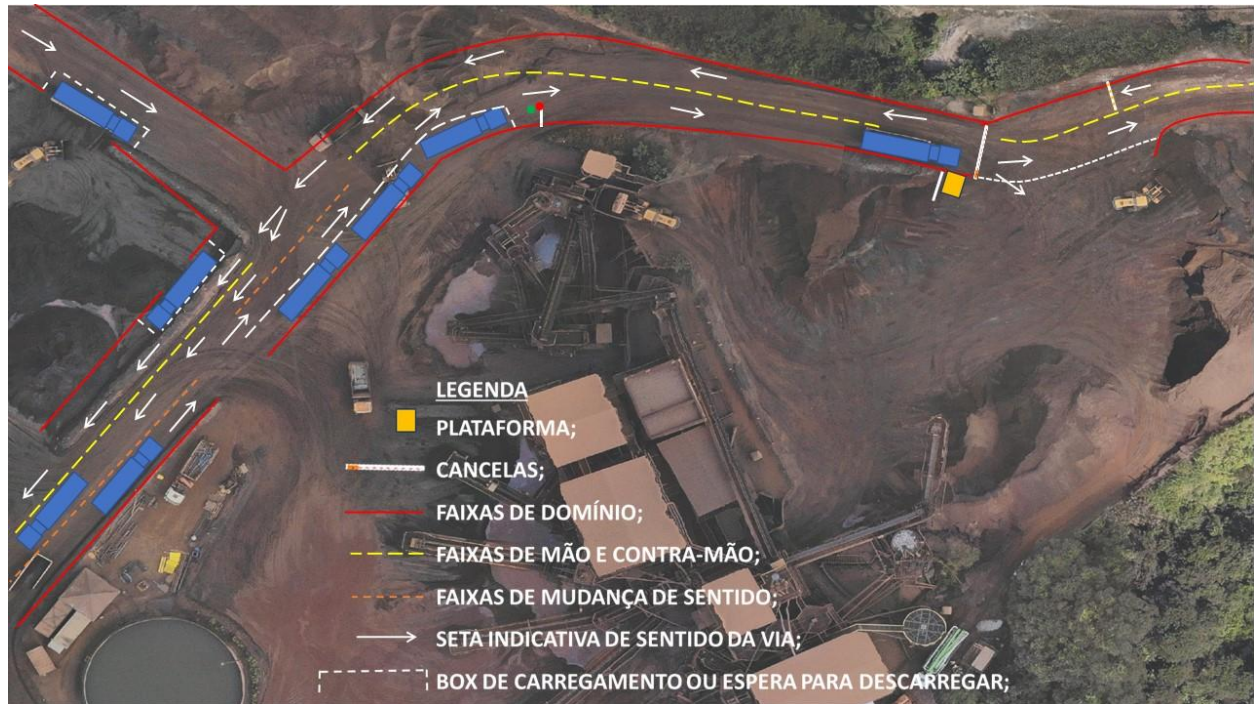 LEGENDA
PLATAFORMA;
CANCELAS;
FAIXAS DE DOMÍNIO;
FAIXAS DE MÃO E CONTRA-MÃO;
FAIXAS DE MUDANÇA DE SENTIDO;
SETA INDICATIVA DE SENTIDO DA VIA;
BOX DE CARREGAMENTO OU ESPERA PARA DESCARREGAR;